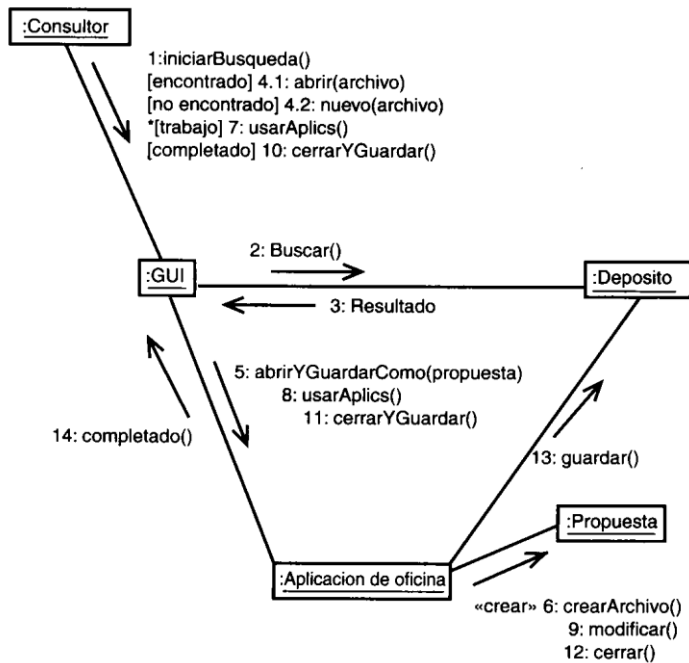 :Consultor
1:iniciarBusqueda()
[encontrado] 4.1: abrir(archivo)
[no encontrado] 4.2: nuevo(archivo)
*[trabajo] 7: usarAplics()
[completado] 10: cerrarYGuardar()
2: Buscar()
:GUI
:Deposito
3: Resultado
5: abrirYGuardarComo(propuesta)
8: usarAplics()
11: cerrarYGuardar()
14: completado()
13: guardar()
:Propuesta
:Aplicacion de oficina
«crear» 6: crearArchivo()
9: modificar()
12: cerrar()